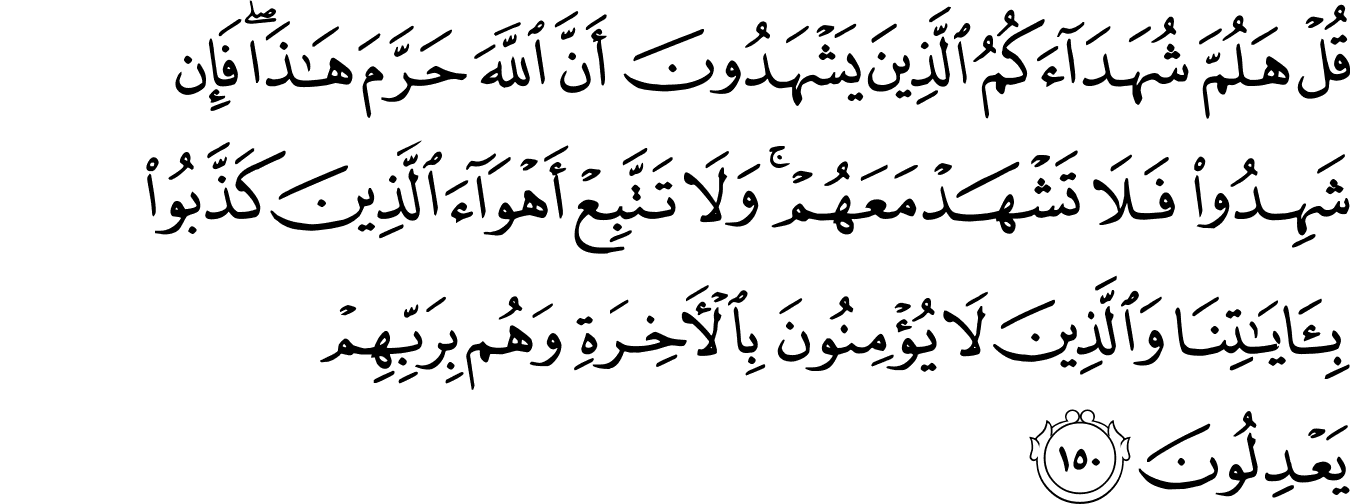 قُلْ هَلُمَّ شُهَدَآءَكُمُ ٱلَّذِينَ يَشْهَدُونَ أَنَّ ٱللَّهَ حَرَّمَ هَٰذَا ۖ فَإِن
شَهِدُوا۟ فَلَا تَشْهَدْ مَعَهُمْ ۚ وَلَا تَتَّبِعْ أَهْوَآءَ ٱلَّذِينَ كَذَّبُوا۟
بِـَٔايَٰتِنَا وَٱلَّذِينَ لَا يُؤْمِنُونَ بِٱلْأَخِرَةِ وَهُم بِرَبِّهِمْ
يَعْدِلُونَ ١٥٠